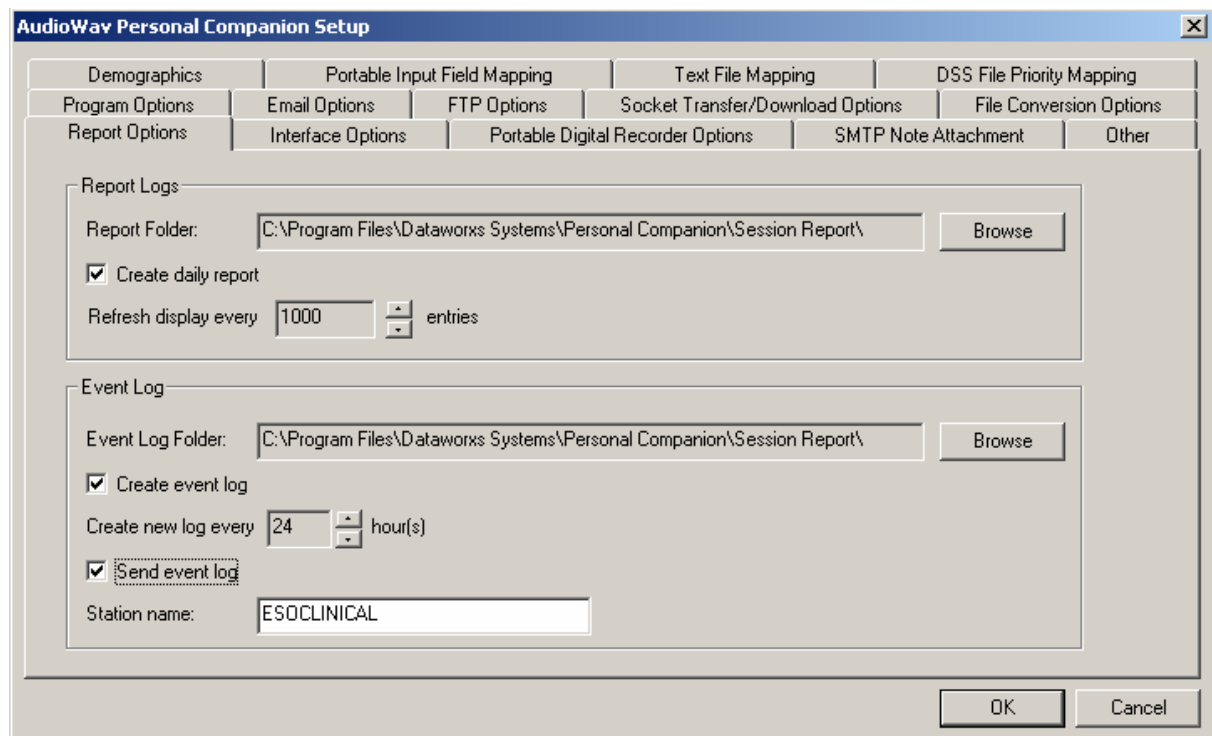 AudioWav Personal Companion Setup
Demographics Portable Input Field Mapping Text File Mapping DSS File Priority Mapping
Program Options Email Options FTP Options Socket Transfer/Download Options File Conversion Options
Report Options Interface Options Portable Digital Recorder Options SMTP Note Attachment Other
Report Logs
Report Folder: C:\Program Files\Dataworxs Systems\Personal Companion\Session Report\ Browse
Create daily report
Refresh display every 1000 entries
Event Log
Event Log Folder: C:\Program Files\Dataworxs Systems\Personal Companion\Session Report\ Browse
Create event log
Create new log every 24 hour(s)
Send event log
Station name: ESOCLINICAL
OK Cancel